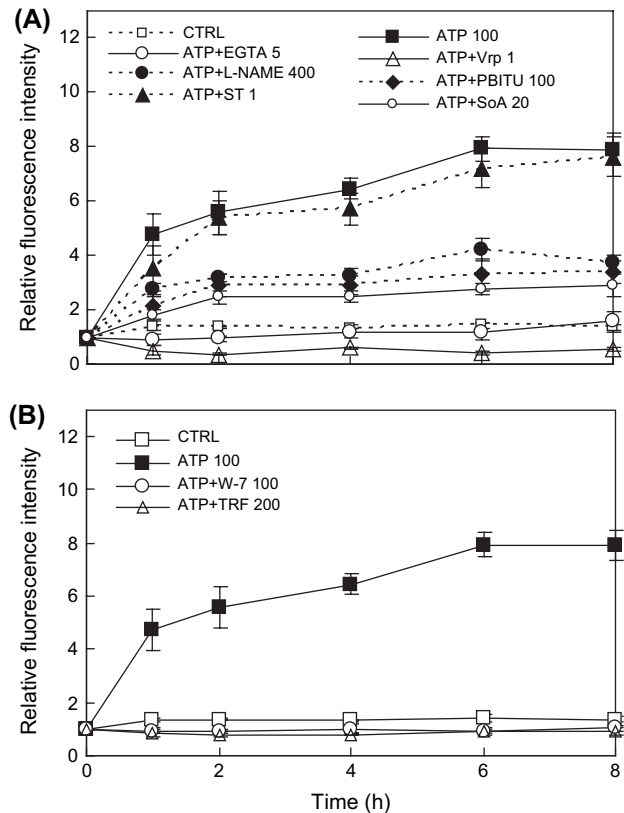 (A)
Relative fluorescence intensity
12
10
8
6
4
2
0
CTRL
ATP+EGTA 5
ATP+L-NAME 400
ATP+ST 1
ATP 100
ATP+Vrp 1
ATP+PBITU 100
ATP+SoA 20
(B)
Relative fluorescence intensity
12
10
8
6
4
2
0
CTRL
ATP 100
ATP+W-7 100
ATP+TRF 200
0 2 4 6 8
Time (h)